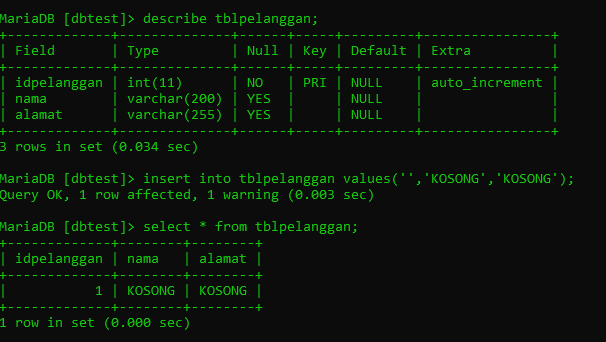 MariaDB [dbtest]> describe tblpelanggan;
+-------------+--------------+------+-----+---------+----------------+
| Field       | Type         | Null | Key | Default | Extra          |
+-------------+--------------+------+-----+---------+----------------+
| idpelanggan | int(11)      | NO   | PRI | NULL    | auto_increment |
| nama        | varchar(200) | YES  |     | NULL    |                |
| alamat      | varchar(255) | YES  |     | NULL    |                |
+-------------+--------------+------+-----+---------+----------------+
3 rows in set (0.034 sec)
MariaDB [dbtest]> insert into tblpelanggan values('','KOSONG','KOSONG');
Query OK, 1 row affected, 1 warning (0.003 sec)
MariaDB [dbtest]> select * from tblpelanggan;
+-------------+--------+--------+
| idpelanggan | nama   | alamat |
+-------------+--------+--------+
|           1 | KOSONG | KOSONG |
+-------------+--------+--------+
1 row in set (0.000 sec)